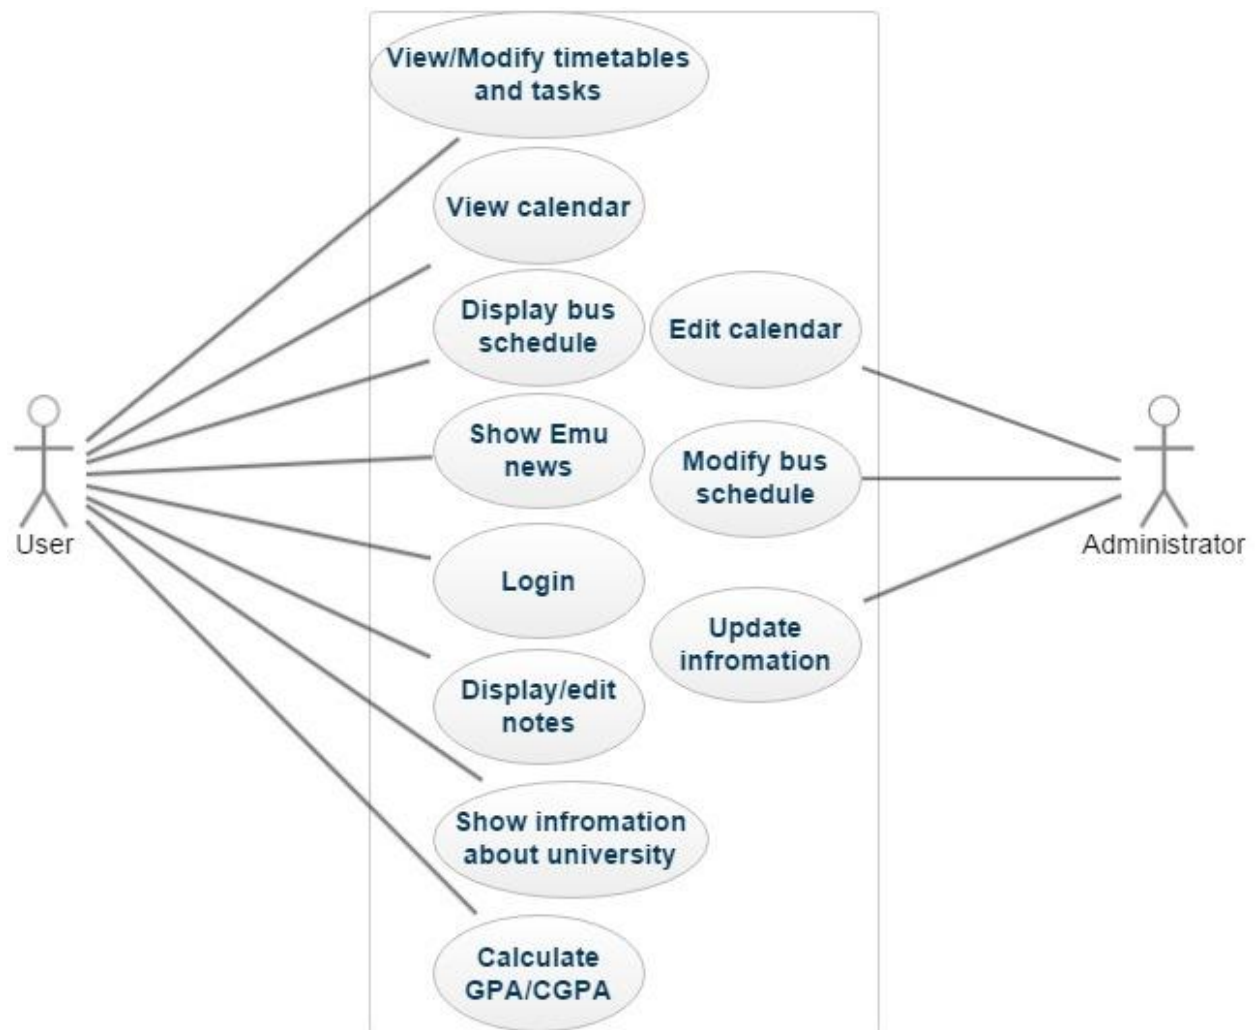 View/Modify timetables
and tasks
View calendar
Display bus
schedule
Edit calendar
Show Emu
news
Modify bus
schedule
User
Administrator
Login
Update
infromation
Display/edit
notes
Show infromation
about university
Calculate
GPA/CGPA